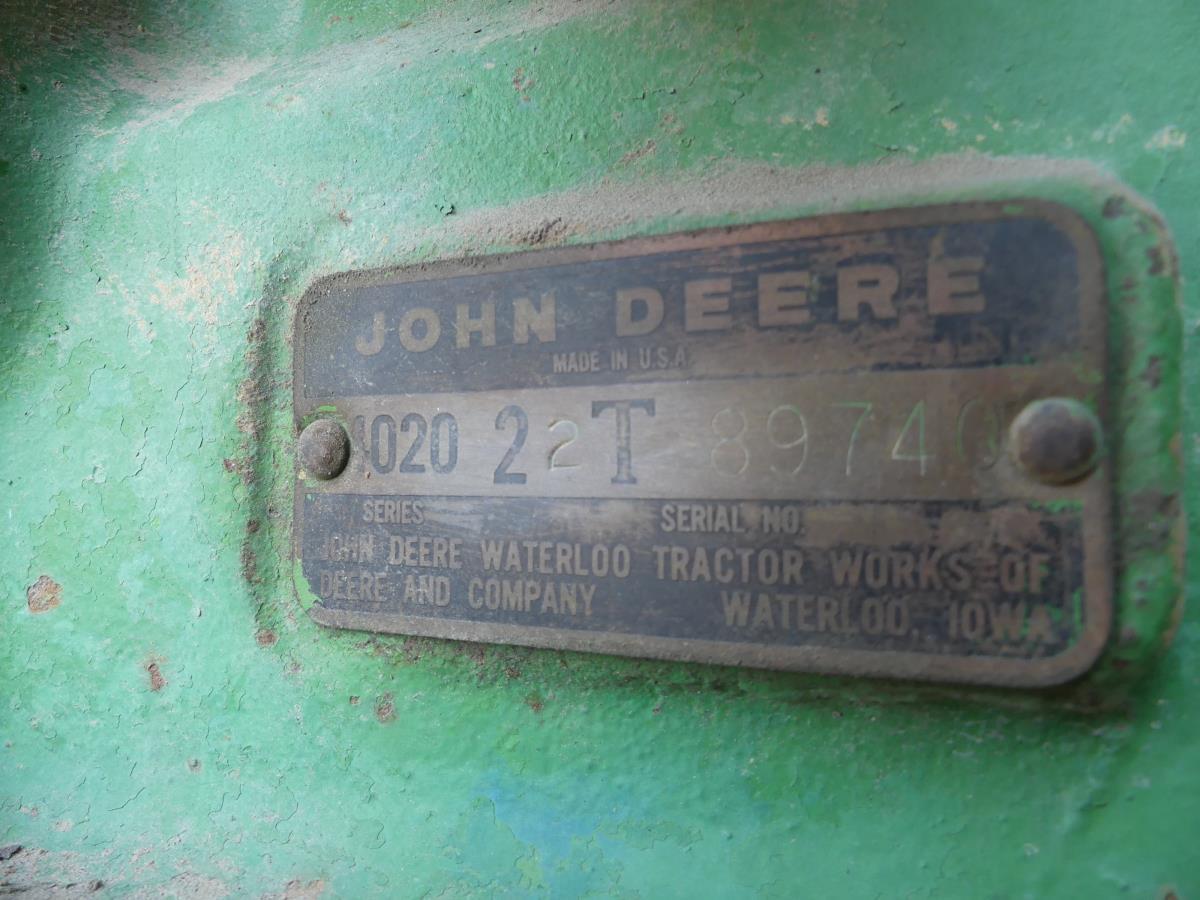 JOHN DEERE
MADE IN U.S.A.
4020 22T 89740
SERIES SERIAL NO.
JOHN DEERE WATERLOO TRACTOR WORKS OF
DEERE AND COMPANY WATERLOO, IOWA